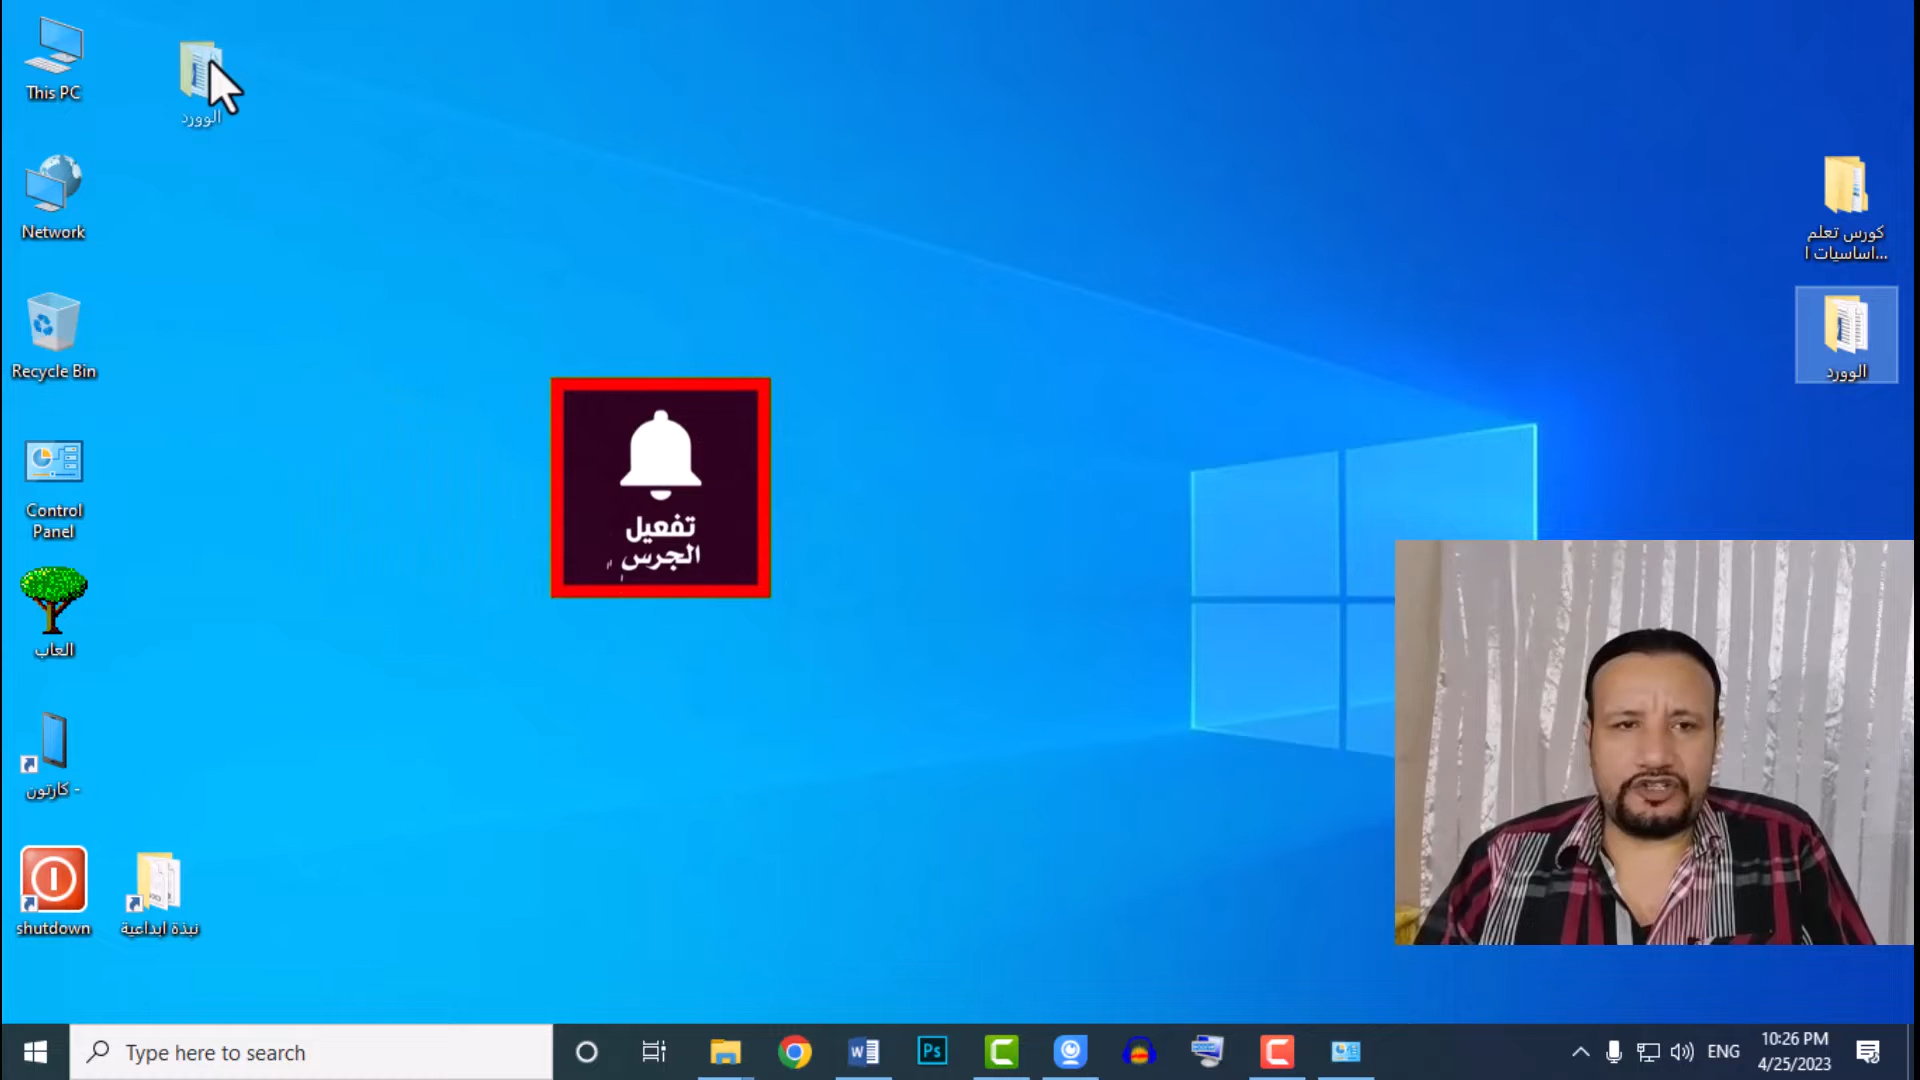 This PC
الوورد
Network
Recycle Bin
Control
Panel
العاب
كارتون -
shutdown
نبذة ابداعية
تفعيل
الجرس
كورس تعلم
اساسيات ا...
الوورد
Type here to search
W
Ps
ENG
10:26 PM
4/25/2023